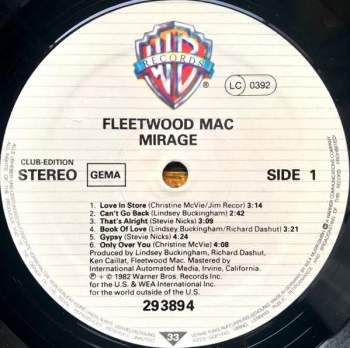 WB
RECORDS
LC 0392
FLEETWOOD MAC
MIRAGE
CLUB-EDITION
STEREO GEMA SIDE 1
1. Love In Store (Christine McVie/Jim Recor) 3:14
2. Can't Go Back (Lindsey Buckingham) 2:42
3. That's Alright (Stevie Nicks) 3:09
4. Book Of Love (Lindsey Buckingham/Richard Dashut) 3:21
5. Gypsy (Stevie Nicks) 4:24
6. Only Over You (Christine McVie) 4:08
Produced by Lindsey Buckingham, Richard Dashut,
Ken Caillat, Fleetwood Mac. Mastered by
International Automated Media, Irvine, California.
℗ + © 1982 Warner Bros. Records Inc. for
the U.S. & WEA International Inc. for
the world outside of the U.S.
293894
33